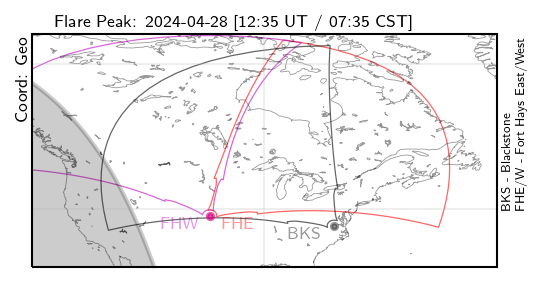 Flare Peak: 2024-04-28 [12:35 UT / 07:35 CST]
Coord: Geo
FHW
FHE
BKS
BKS - Blackstone
FHE/W - Fort Hays East/West